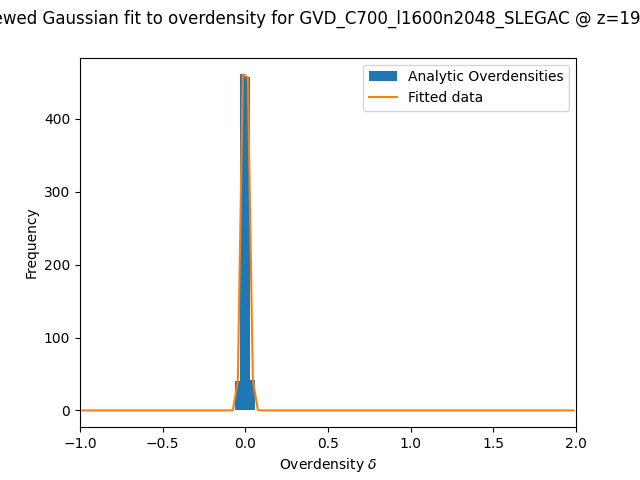 Gaussian fit to overdensity for GVD_C700_l1600n2048_SLEGAC @ z=19
Analytic Overdensities
Fitted data
Frequency
400
300
200
100
0
−1.0 −0.5 0.0 0.5 1.0 1.5 2.0
Overdensity δ